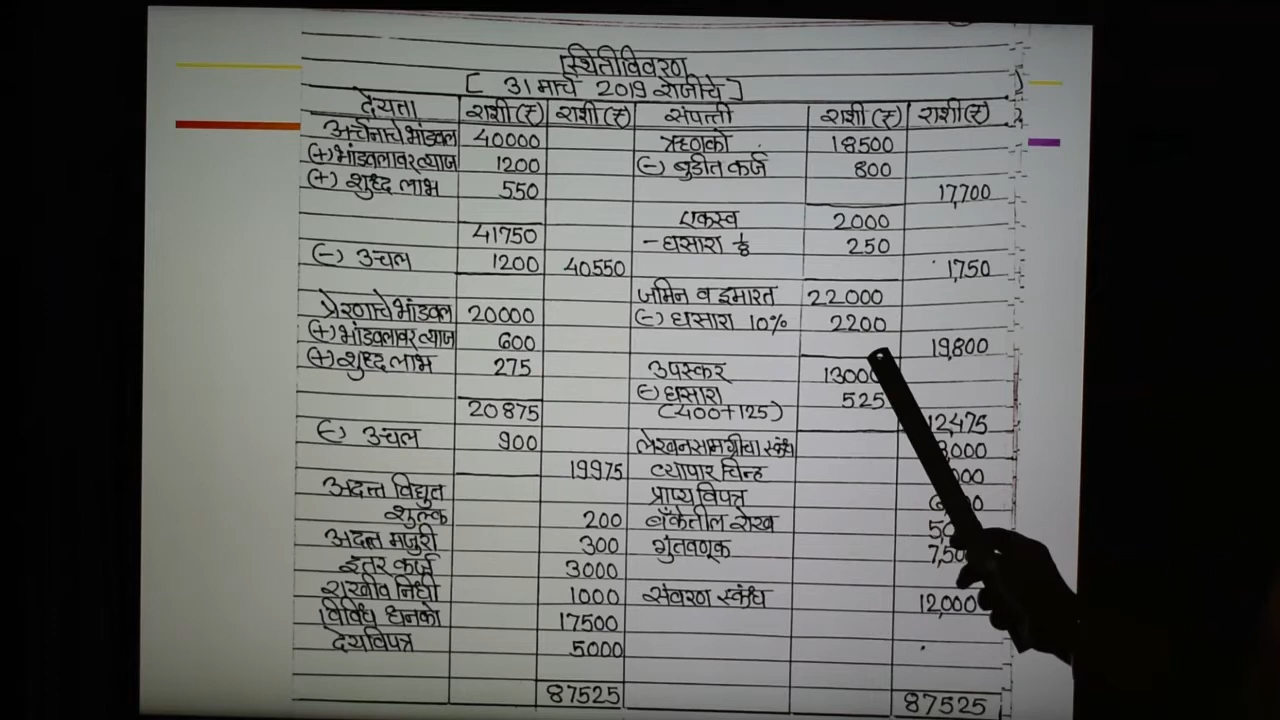 स्थितीविवरण
[ 31 मार्च 2019 रोजीचे ]
देयता राशी(₹) राशी(₹) संपत्ती राशी(₹) राशी(₹)
अर्चनाचे भांडवल 40000 ऋणको 18500
(+) भांडवलावर व्याज 1200 (-) बुडीत कर्ज 800
(+) शुध्द लाभ 550 17,700
एकस्व 2000
41750 - घसारा ⅛ 250
(-) उचल 1200 40550 1,750
जमिन व इमारत 22000
प्रेरणाचे भांडवल 20000 (-) घसारा 10% 2200
(+) भांडवलावर व्याज 600 19,800
(+) शुध्द लाभ 275 उपस्कर 13000
(-) घसारा 525
20875 (400+125) 12,475
(-) उचल 900 लेखनसामग्रीचा स्कंध
19975 व्यापार चिन्ह
अदत्त विद्युत प्राप्य विपत्र
शुल्क 200 बँकेतील रोख
अदत्त मजुरी 300 गुंतवणूक
इतर कर्ज 3000
राखीव निधी 1000 संवरण स्कंध 12,000
विविध धनको 17500
देयविपत्र 5000
87525 87525